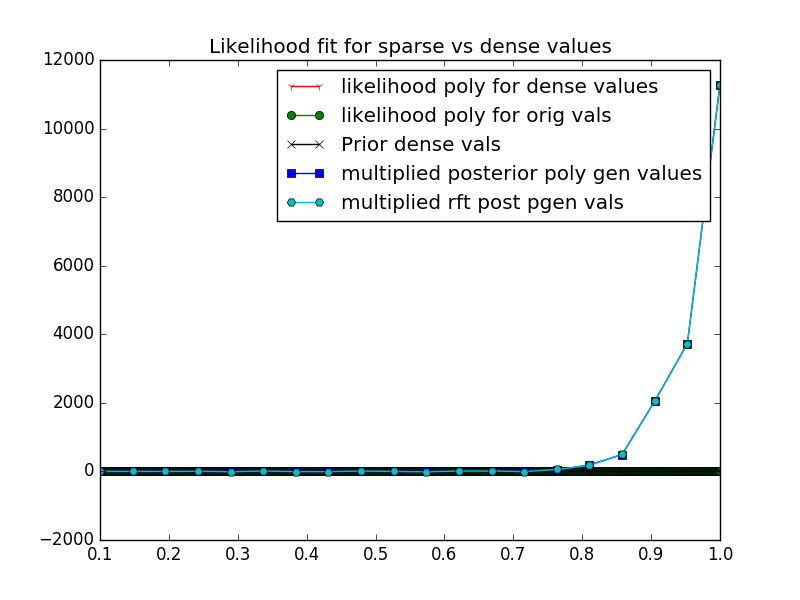 Likelihood fit for sparse vs dense values
12000
10000
8000
6000
4000
2000
0
−2000
likelihood poly for dense values
likelihood poly for orig vals
Prior dense vals
multiplied posterior poly gen values
multiplied rft post pgen vals
0.1 0.2 0.3 0.4 0.5 0.6 0.7 0.8 0.9 1.0